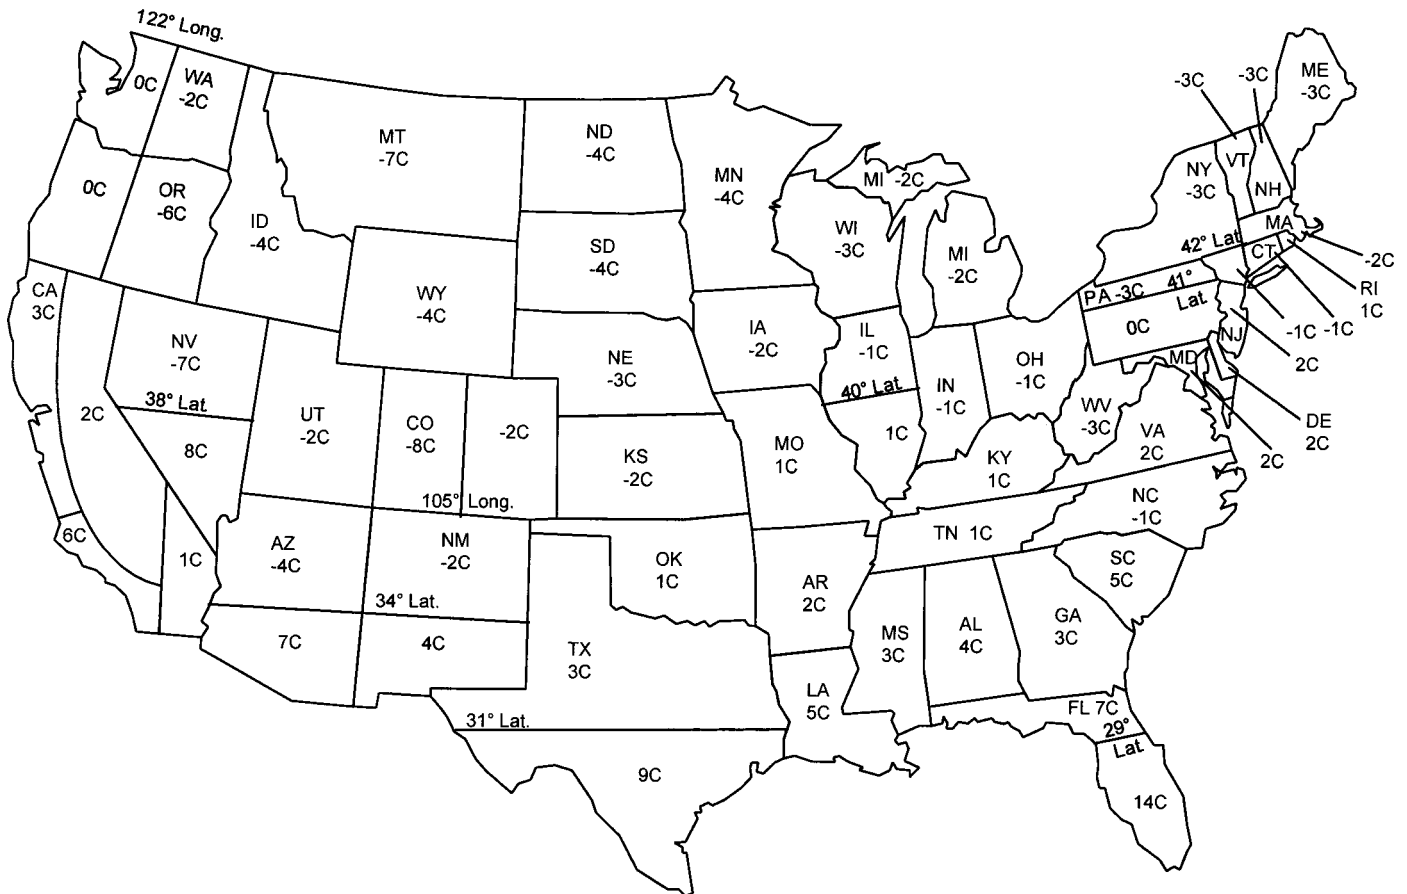 122° Long.
0C
WA
-2C
0C
OR
-6C
ID
-4C
MT
-7C
ND
-4C
MN
-4C
SD
-4C
WY
-4C
WI
-3C
MI -2C
MI
-2C
NY
-3C
42° Lat.
-3C
-3C
VT
NH
ME
-3C
MA
-2C
CT
RI
1C
-1C
-1C
PA -3C
41°
Lat.
0C
NJ
2C
MD
DE
2C
2C
CA
3C
2C
6C
1C
NV
-7C
38° Lat.
8C
UT
-2C
CO
-8C
-2C
105° Long.
NE
-3C
KS
-2C
IA
-2C
MO
1C
IL
-1C
40° Lat.
1C
IN
-1C
OH
-1C
WV
-3C
VA
2C
KY
1C
NC
-1C
TN 1C
SC
5C
AZ
-4C
7C
NM
-2C
34° Lat.
4C
OK
1C
TX
3C
31° Lat.
9C
AR
2C
LA
5C
MS
3C
AL
4C
GA
3C
FL 7C
29°
Lat
14C